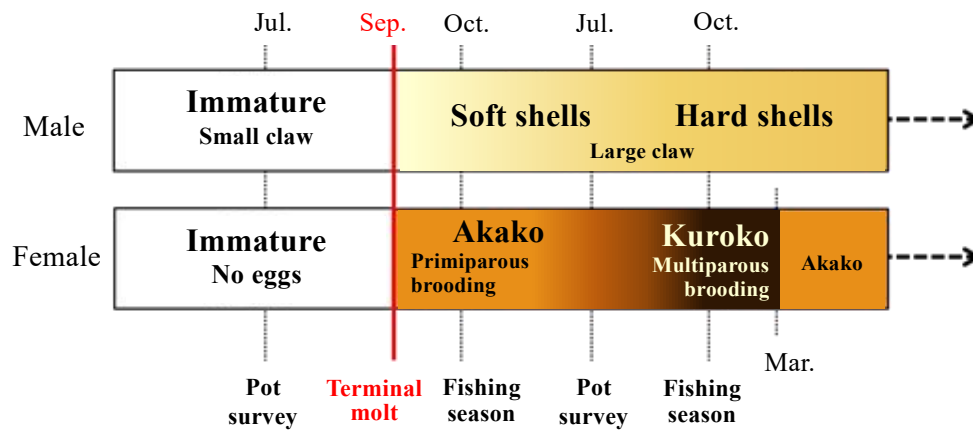 Jul.
Sep.
Oct.
Jul.
Oct.
Male
Immature
Small claw
Soft shells
Hard shells
Large claw
Female
Immature
No eggs
Akako
Primiparous
brooding
Kuroko
Multiparous
brooding
Akako
Mar.
Pot
survey
Terminal
molt
Fishing
season
Pot
survey
Fishing
season